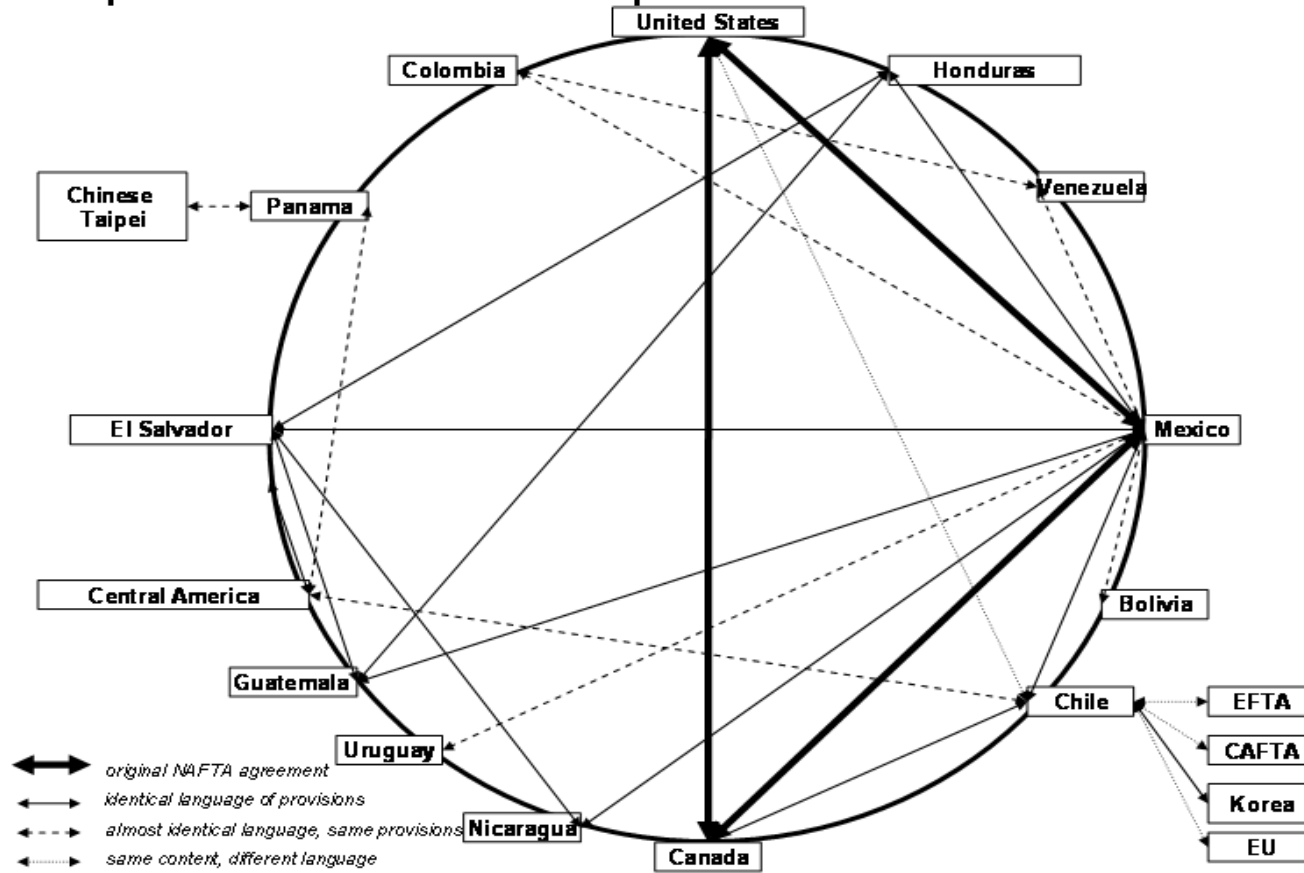 United States
Colombia
Honduras
Venezuela
Chinese
Taipei
Panama
El Salvador
Mexico
Central America
Bolivia
Guatemala
Chile
EFTA
Uruguay
CAFTA
original NAFTA agreement
identical language of provisions
Korea
almost identical language, same provisions
Nicaragua
EU
Canada
same content, different language